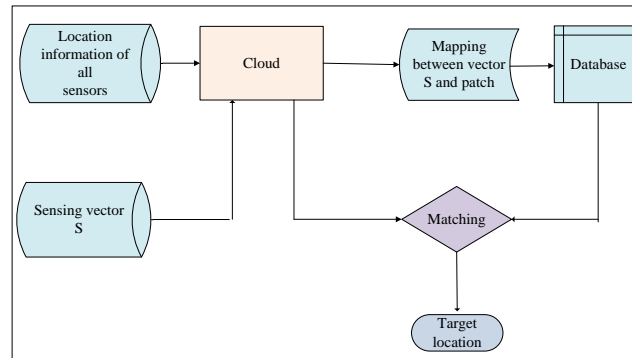 Location
information of
all
sensors
Cloud
Mapping
between vector
S and patch
Database
Sensing vector
S
Matching
Target
location